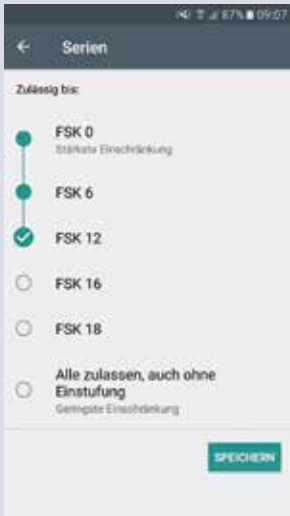 87% 09:07
Serien
Zulässig bis:
FSK 0
Stärkste Einschränkung
FSK 6
FSK 12
FSK 16
FSK 18
Alle zulassen, auch ohne
Einstufung
Geringste Einschränkung
SPEICHERN